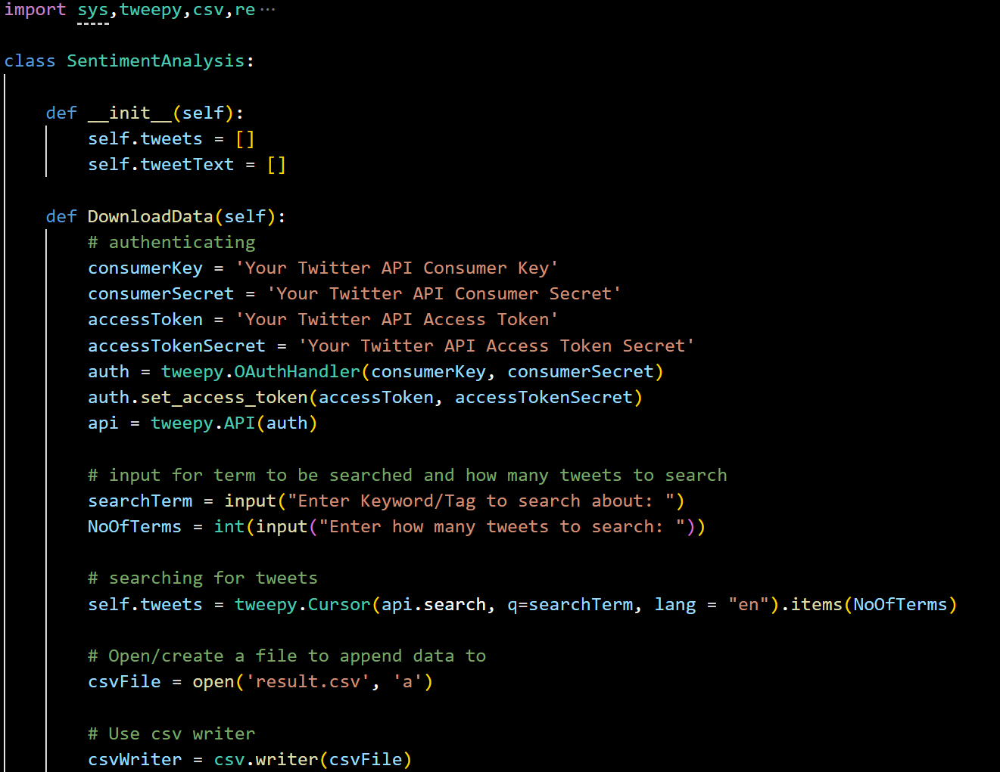 import sys,tweepy,csv,re ···
class SentimentAnalysis:
    def __init__(self):
        self.tweets = []
        self.tweetText = []
    def DownloadData(self):
        # authenticating
        consumerKey = 'Your Twitter API Consumer Key'
        consumerSecret = 'Your Twitter API Consumer Secret'
        accessToken = 'Your Twitter API Access Token'
        accessTokenSecret = 'Your Twitter API Access Token Secret'
        auth = tweepy.OAuthHandler(consumerKey, consumerSecret)
        auth.set_access_token(accessToken, accessTokenSecret)
        api = tweepy.API(auth)
        # input for term to be searched and how many tweets to search
        searchTerm = input("Enter Keyword/Tag to search about: ")
        NoOfTerms = int(input("Enter how many tweets to search: "))
        # searching for tweets
        self.tweets = tweepy.Cursor(api.search, q=searchTerm, lang = "en").items(NoOfTerms)
        # Open/create a file to append data to
        csvFile = open('result.csv', 'a')
        # Use csv writer
        csvWriter = csv.writer(csvFile)